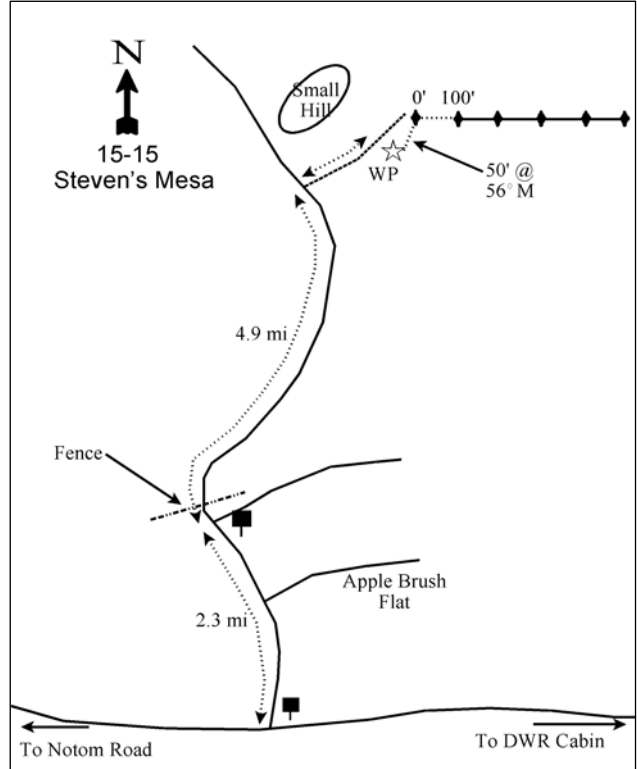 N
15-15
Steven's Mesa
Small
Hill
0' 100'
WP
50' @
56° M
4.9 mi
Fence
Apple Brush
Flat
2.3 mi
To Notom Road
To DWR Cabin